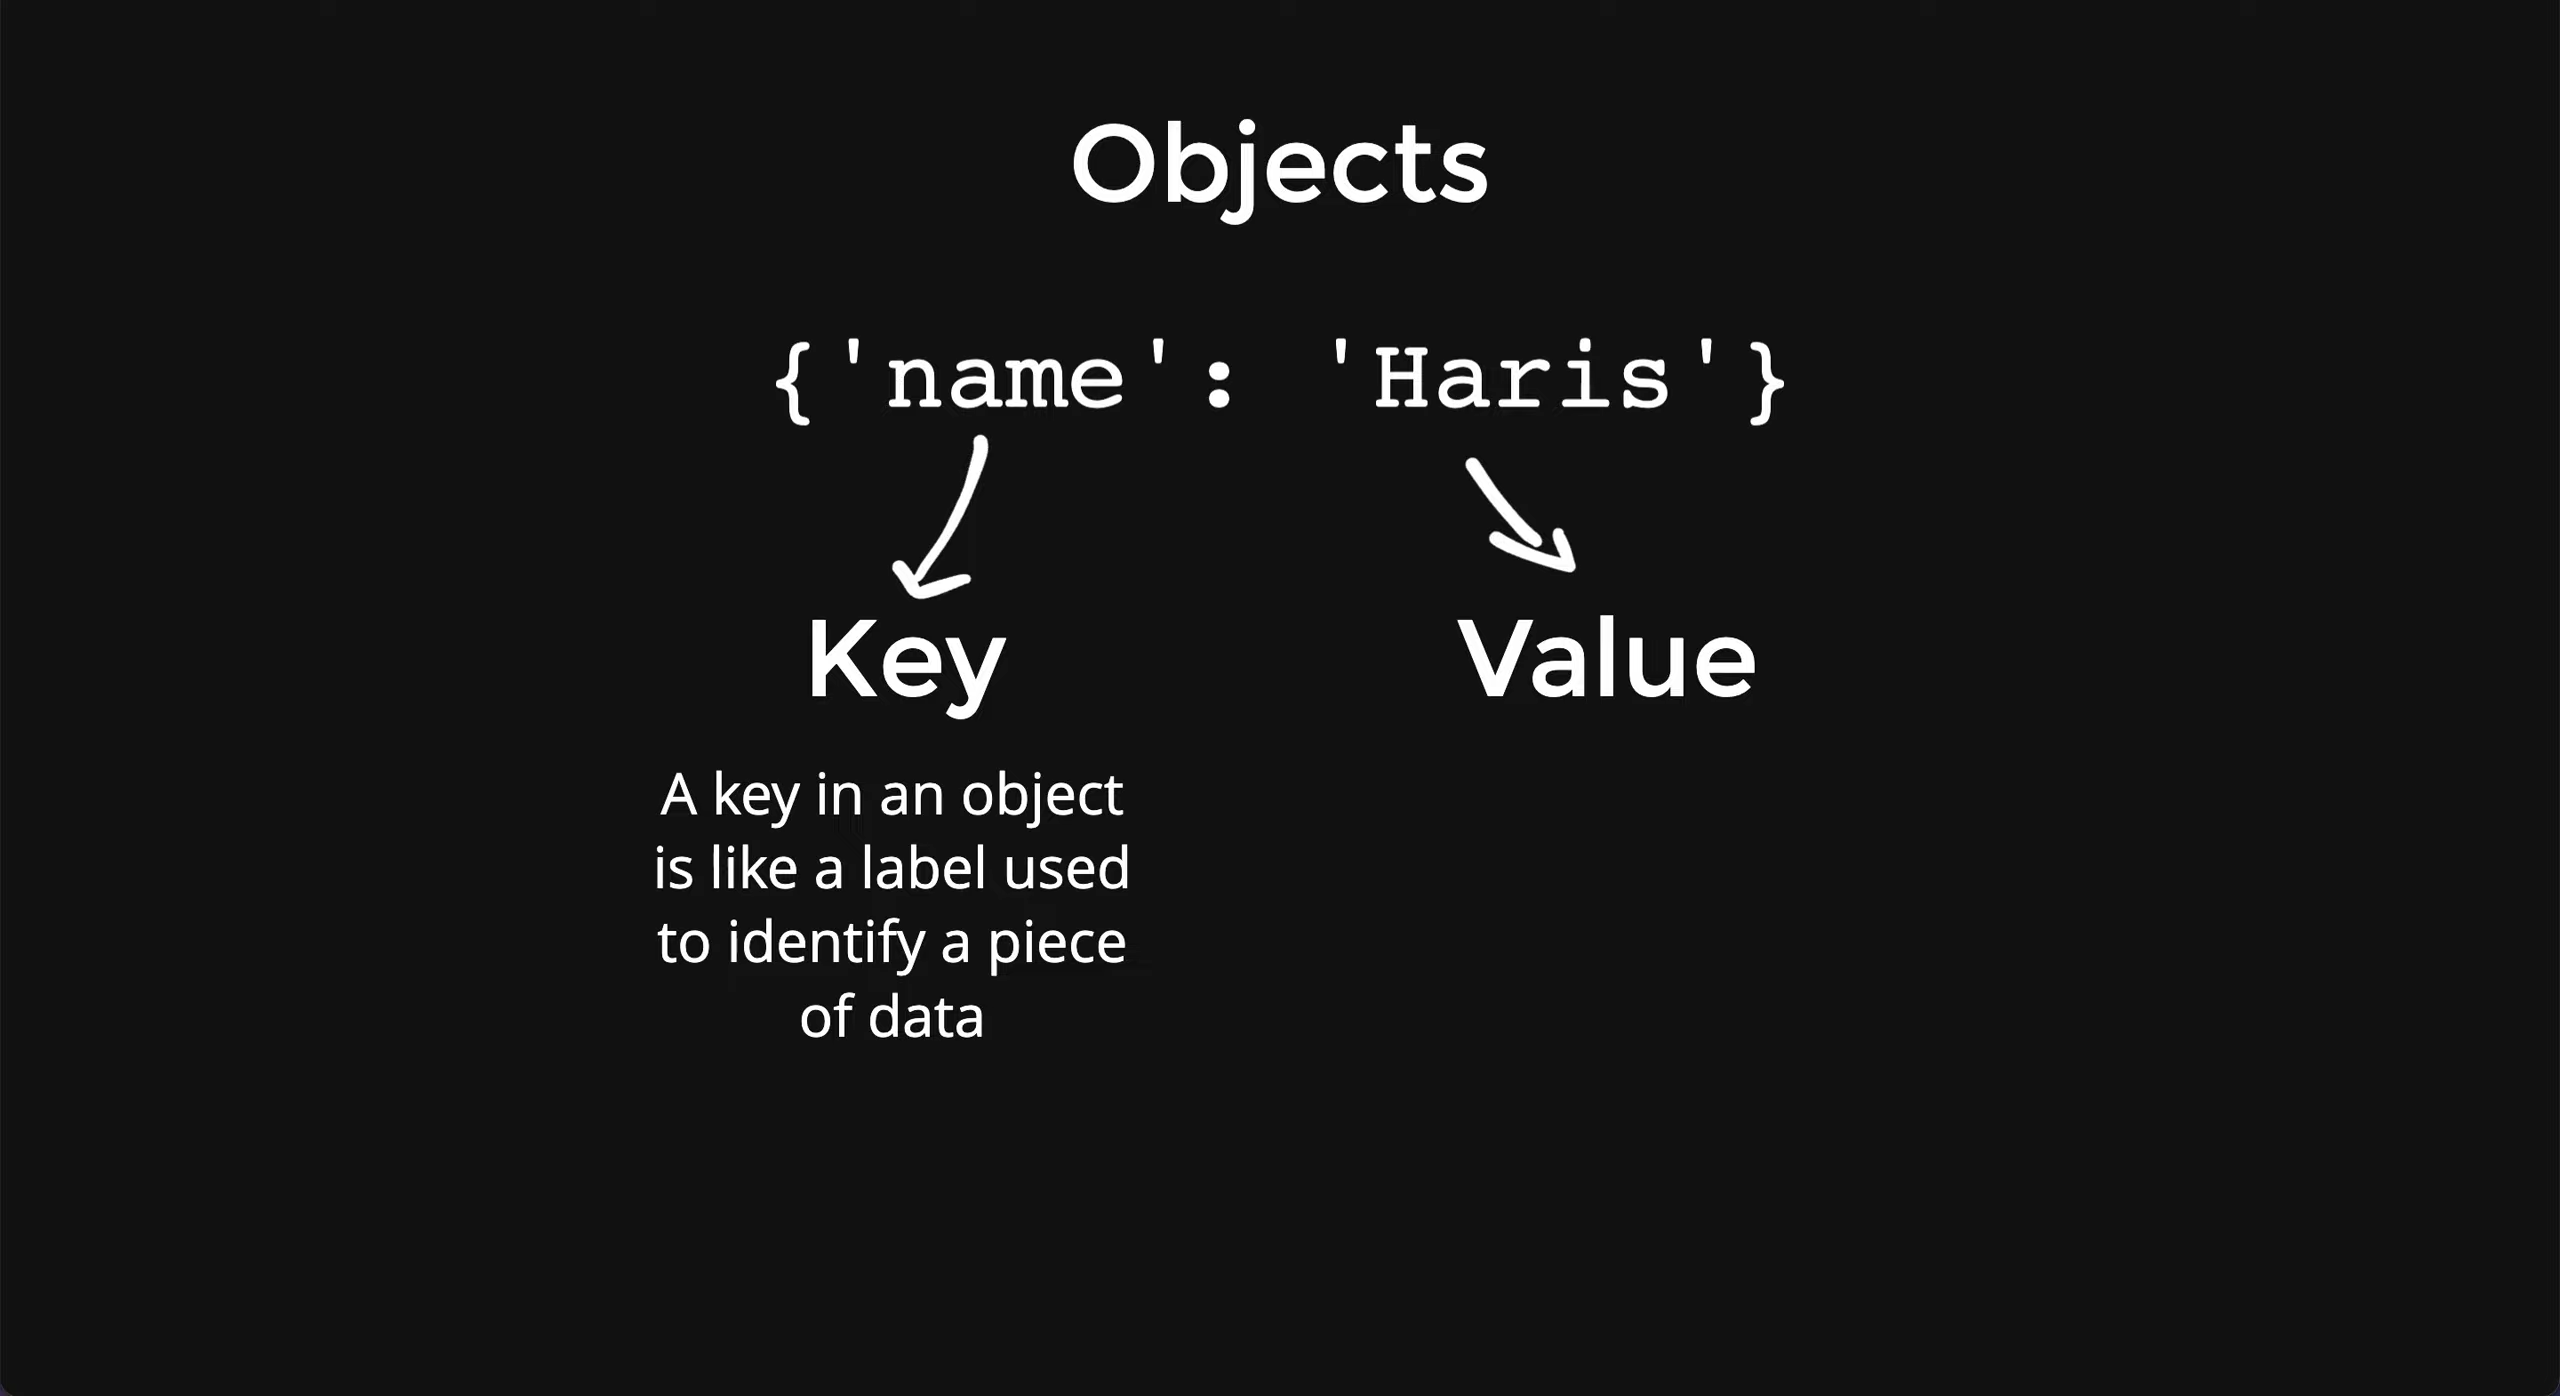 Objects
{'name': 'Haris'}
Key
Value
A key in an object
is like a label used
to identify a piece
of data